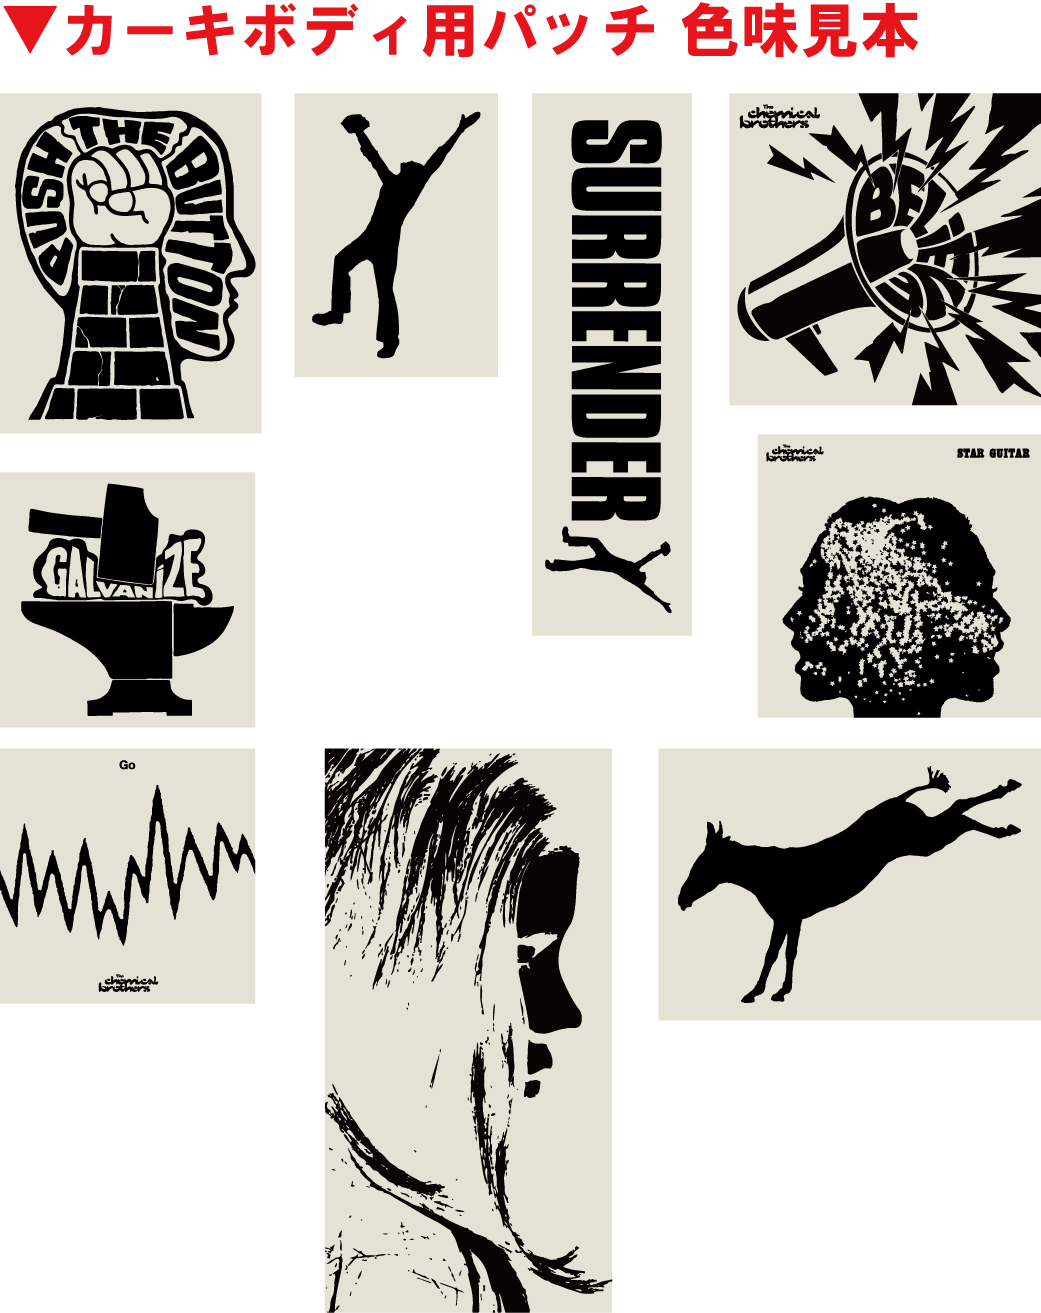 ▼カーキボディ用パッチ 色味見本
PUSH THE BUTTON
SURRENDER
The
chemical
brothers
BELIEVE
GALVANIZE
The
chemical
brothers
STAR GUITAR
Go
The
chemical
brothers